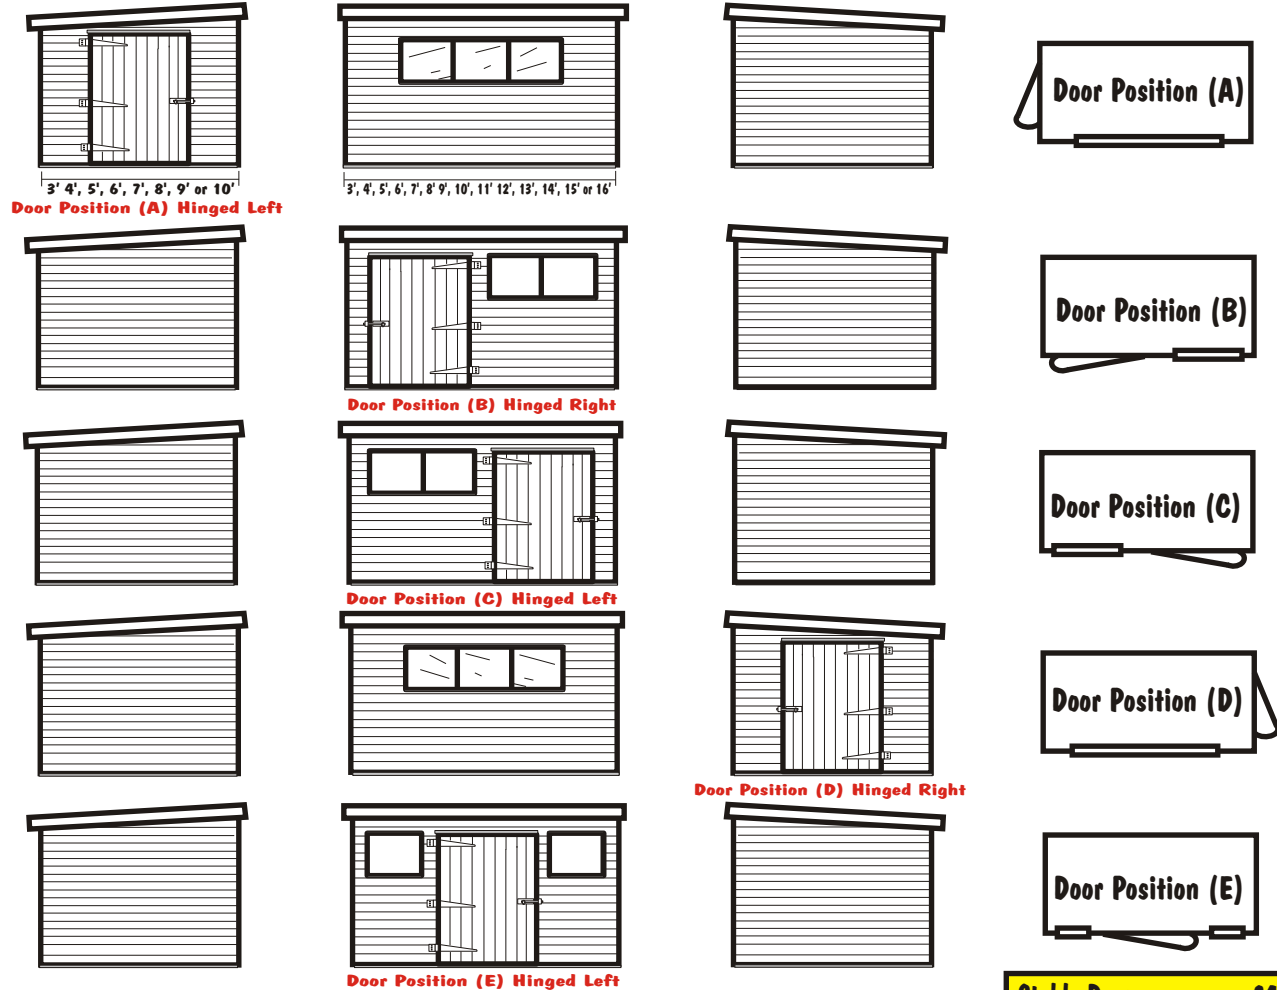 Door Position (A)
3' 4', 5', 6', 7', 8', 9' or 10'
3', 4', 5', 6', 7', 8' 9', 10', 11' 12', 13', 14', 15' or 16'
Door Position (A) Hinged Left
Door Position (B)
Door Position (B) Hinged Right
Door Position (C)
Door Position (C) Hinged Left
Door Position (D)
Door Position (D) Hinged Right
Door Position (E)
Door Position (E) Hinged Left